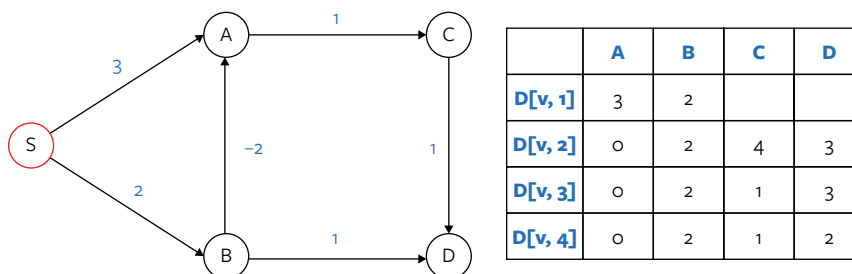 A
1
C
3
S
−2
1
2
B
1
D
A B C D
D[v, 1] 3 2
D[v, 2] 0 2 4 3
D[v, 3] 0 2 1 3
D[v, 4] 0 2 1 2